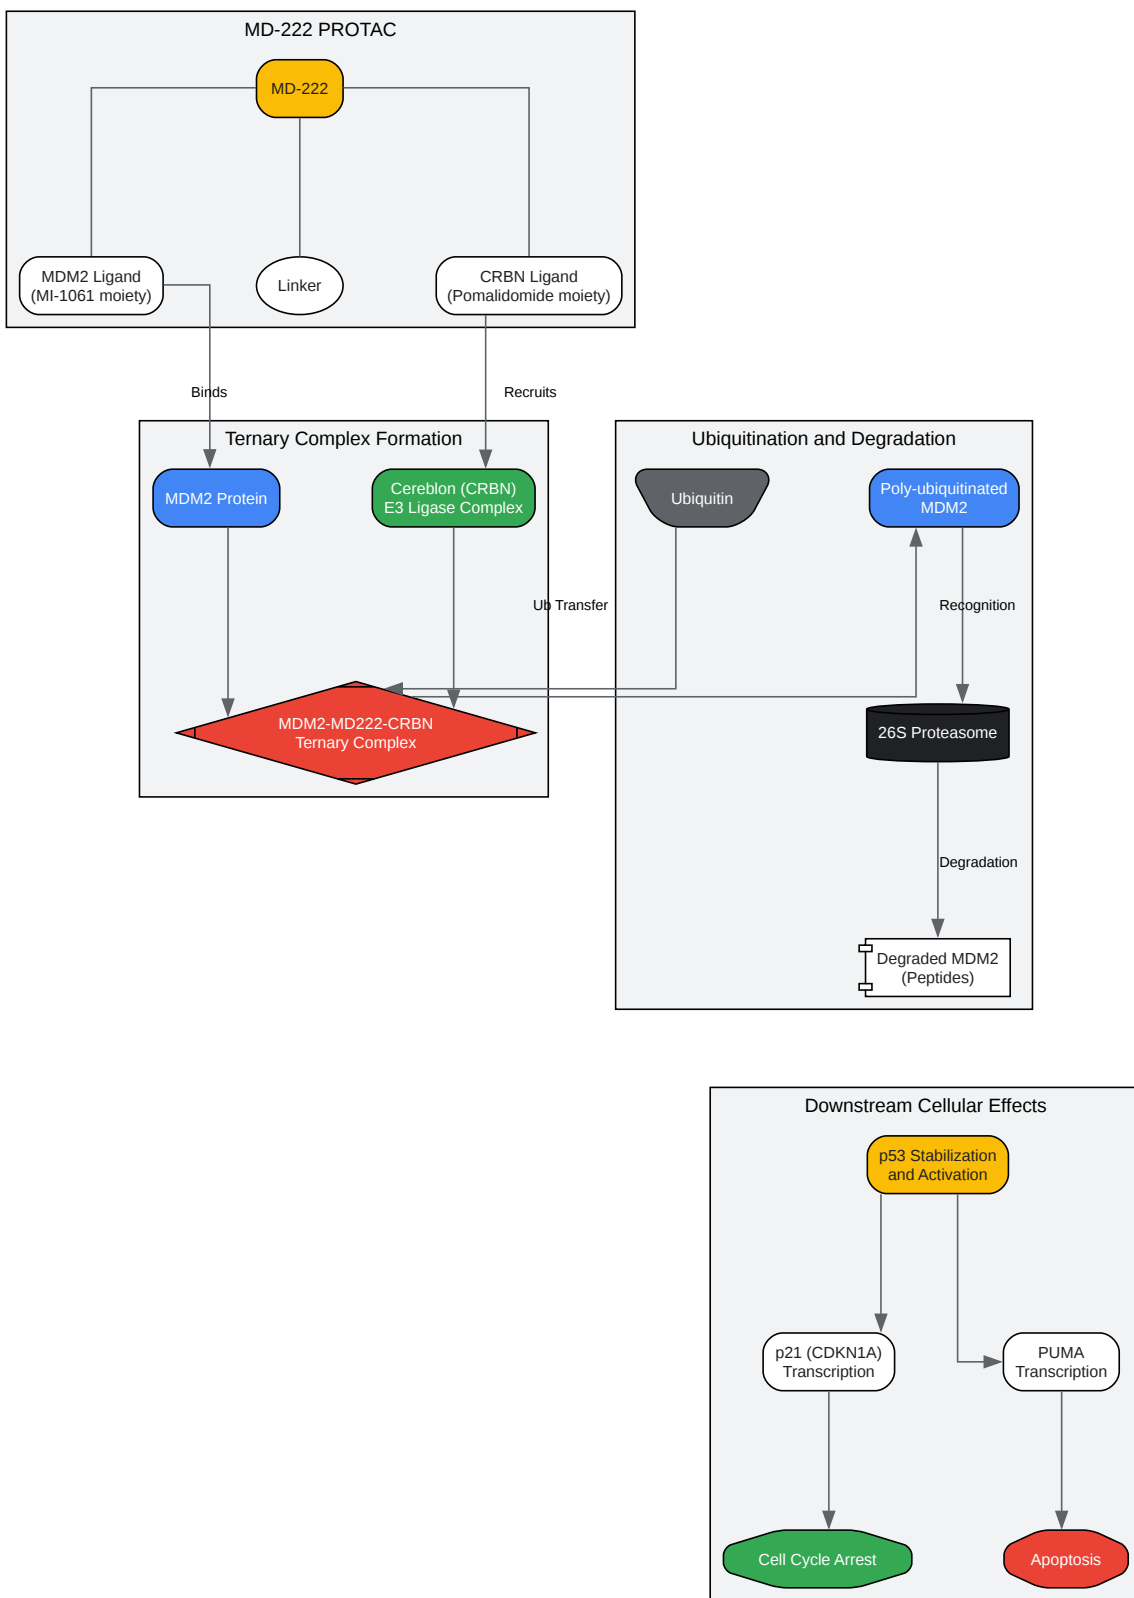 MD-222 PROTAC
MD-222
MDM2 Ligand
(MI-1061 moiety)
Linker
CRBN Ligand
(Pomalidomide moiety)
Binds
Recruits
Ternary Complex Formation
MDM2 Protein
Cereblon (CRBN)
E3 Ligase Complex
Ub Transfer
MDM2-MD222-CRBN
Ternary Complex
Ubiquitination and Degradation
Ubiquitin
Poly-ubiquitinated
MDM2
Recognition
26S Proteasome
Degradation
Degraded MDM2
(Peptides)
Downstream Cellular Effects
p53 Stabilization
and Activation
p21 (CDKN1A)
Transcription
PUMA
Transcription
Cell Cycle Arrest
Apoptosis